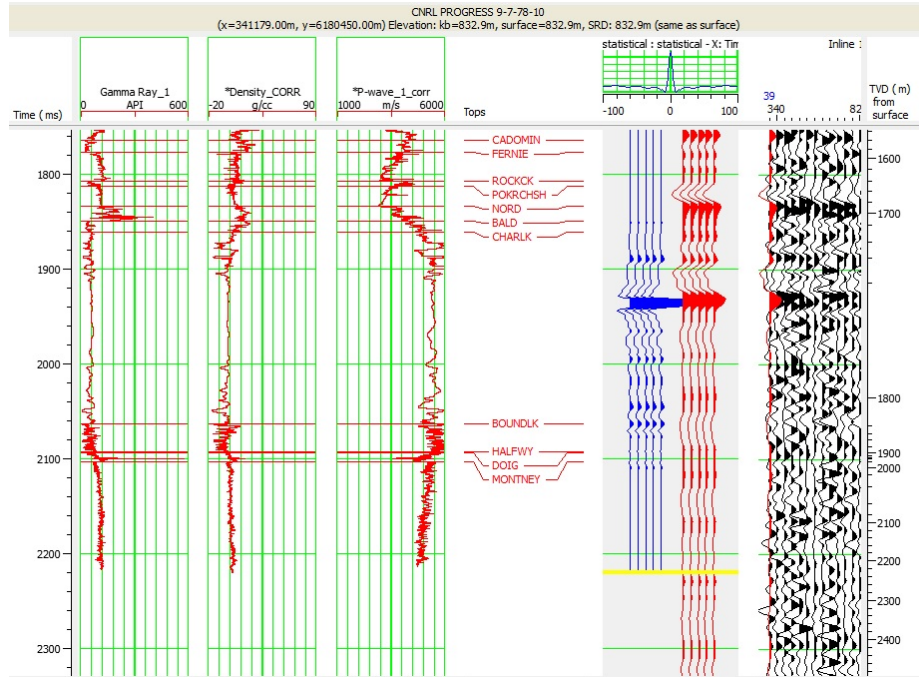 CNRL PROGRESS 9-7-78-10
(x=341179.00m, y=6180450.00m) Elevation: kb=832.9m, surface=832.9m, SRD: 832.9m (same as surface)
statistical : statistical - X: Tim
Inline 
Gamma Ray_1
0 API 600
*Density_CORR
-20 g/cc 90
*P-wave_1_corr
1000 m/s 6000
Time (ms)
Tops
-100 0 100
39
340 82
TVD (m)
from
surface
CADOMIN
FERNIE
1600
1800
ROCKCK
POKRCHSH
NORD
1700
BALD
CHARLK
1900
2000
1800
BOUNDLK
HALFWY
1900
2100
DOIG
2000
MONTNEY
2100
2200
2200
2300
2400
2300